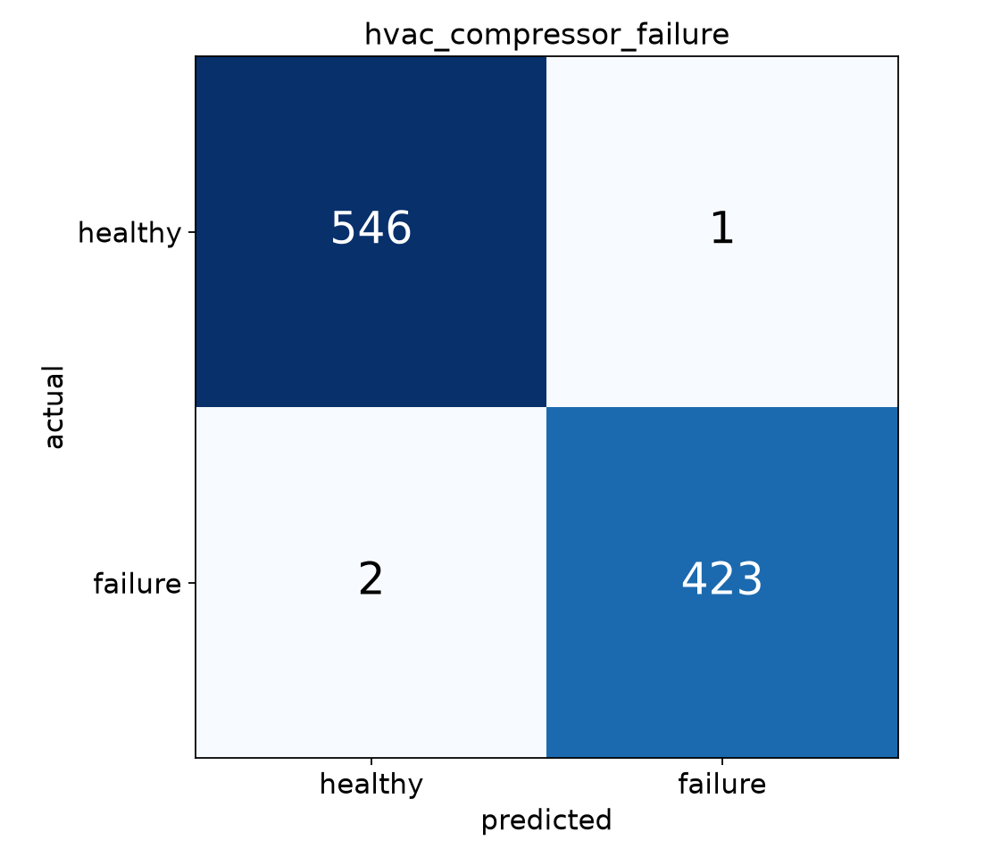 hvac_compressor_failure
healthy
546
1
actual
failure
2
423
healthy
failure
predicted